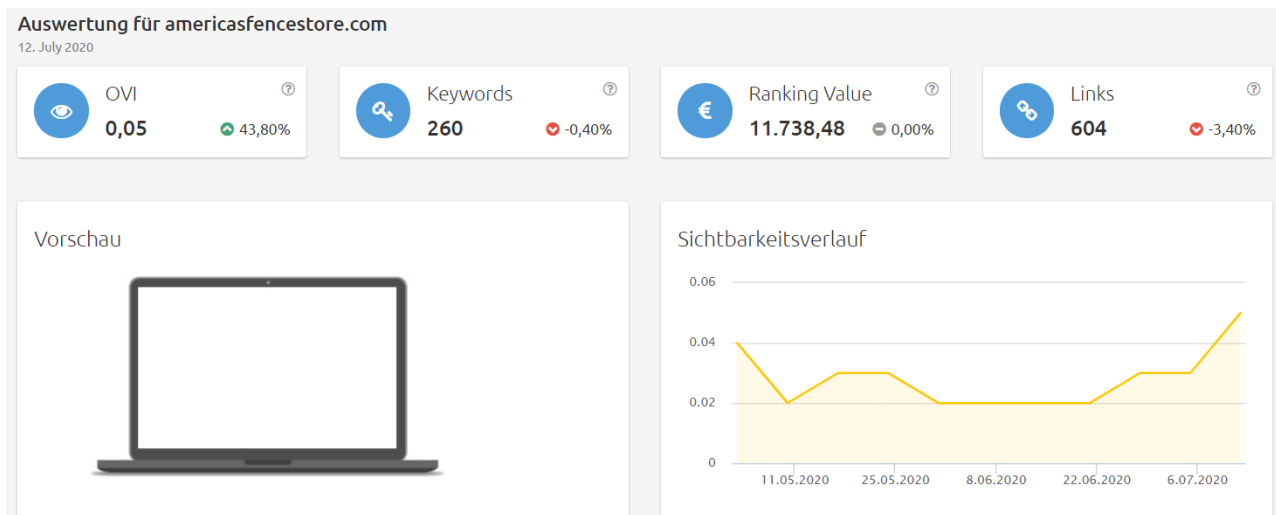 Auswertung für americasfencestore.com
12. July 2020
OVI
0,05
43,80%
Keywords
260
-0,40%
Ranking Value
11.738,48
0,00%
Links
604
-3,40%
Vorschau
Sichtbarkeitsverlauf
0.06
0.04
0.02
0
11.05.2020 25.05.2020 8.06.2020 22.06.2020 6.07.2020